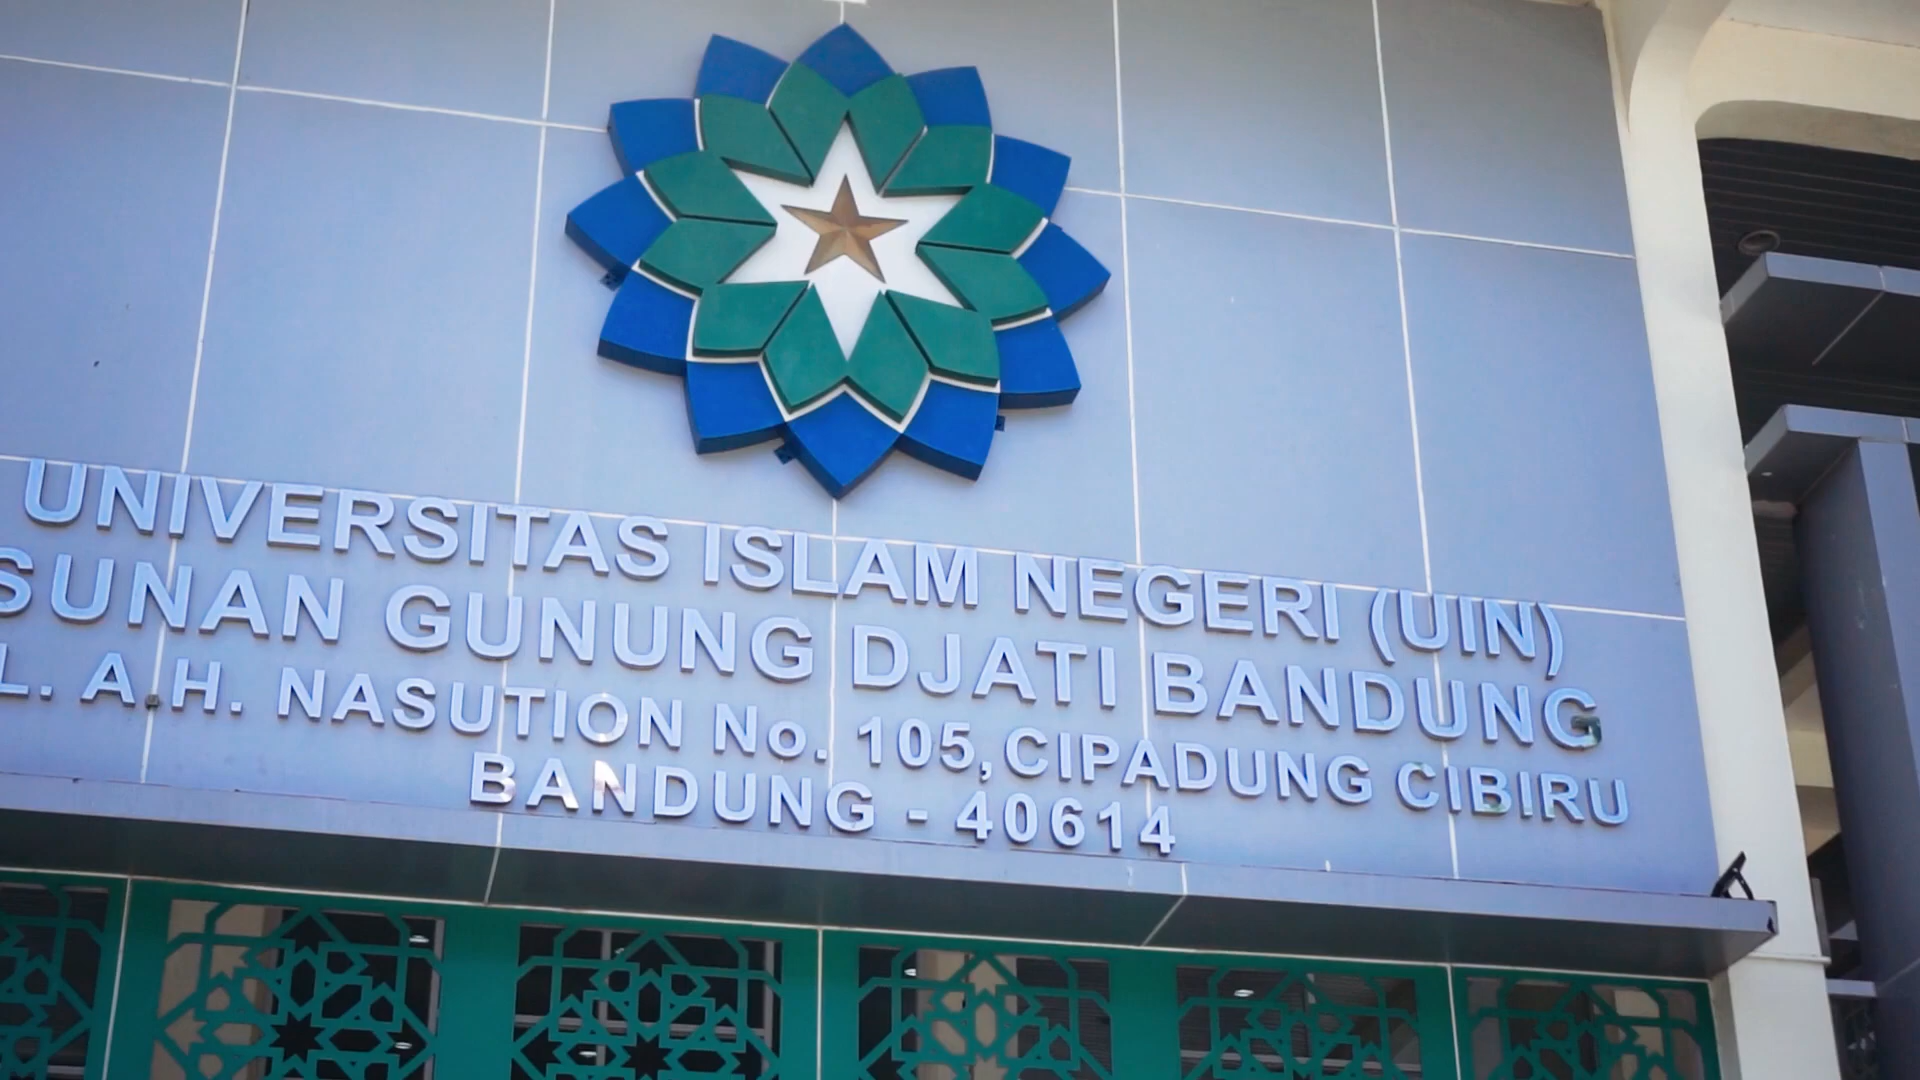 UNIVERSITAS ISLAM NEGERI (UIN)
SUNAN GUNUNG DJATI BANDUNG
L. A.H. NASUTION No. 105, CIPADUNG CIBIRU
BANDUNG - 40614